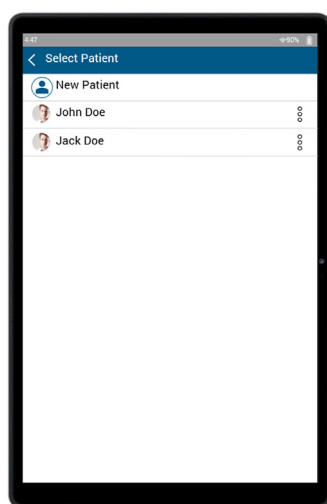 4:47 90%
Select Patient
New Patient
John Doe
Jack Doe